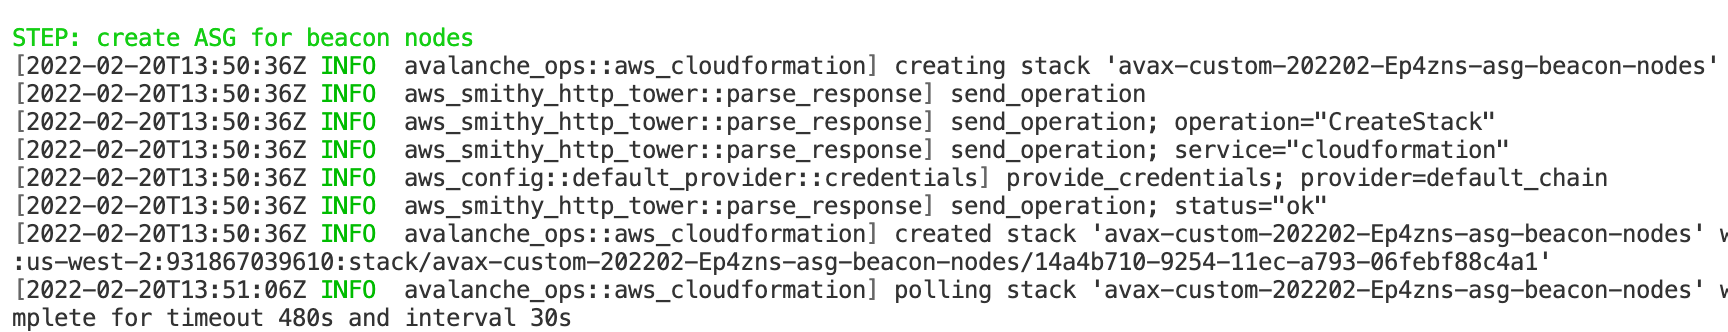 STEP: create ASG for beacon nodes
[2022-02-20T13:50:36Z INFO  avalanche_ops::aws_cloudformation] creating stack 'avax-custom-202202-Ep4zns-asg-beacon-nodes'
[2022-02-20T13:50:36Z INFO  aws_smithy_http_tower::parse_response] send_operation
[2022-02-20T13:50:36Z INFO  aws_smithy_http_tower::parse_response] send_operation; operation="CreateStack"
[2022-02-20T13:50:36Z INFO  aws_smithy_http_tower::parse_response] send_operation; service="cloudformation"
[2022-02-20T13:50:36Z INFO  aws_config::default_provider::credentials] provide_credentials; provider=default_chain
[2022-02-20T13:50:36Z INFO  aws_smithy_http_tower::parse_response] send_operation; status="ok"
[2022-02-20T13:50:36Z INFO  avalanche_ops::aws_cloudformation] created stack 'avax-custom-202202-Ep4zns-asg-beacon-nodes' w
:us-west-2:931867039610:stack/avax-custom-202202-Ep4zns-asg-beacon-nodes/14a4b710-9254-11ec-a793-06febf88c4a1'
[2022-02-20T13:51:06Z INFO  avalanche_ops::aws_cloudformation] polling stack 'avax-custom-202202-Ep4zns-asg-beacon-nodes' w
mplete for timeout 480s and interval 30s